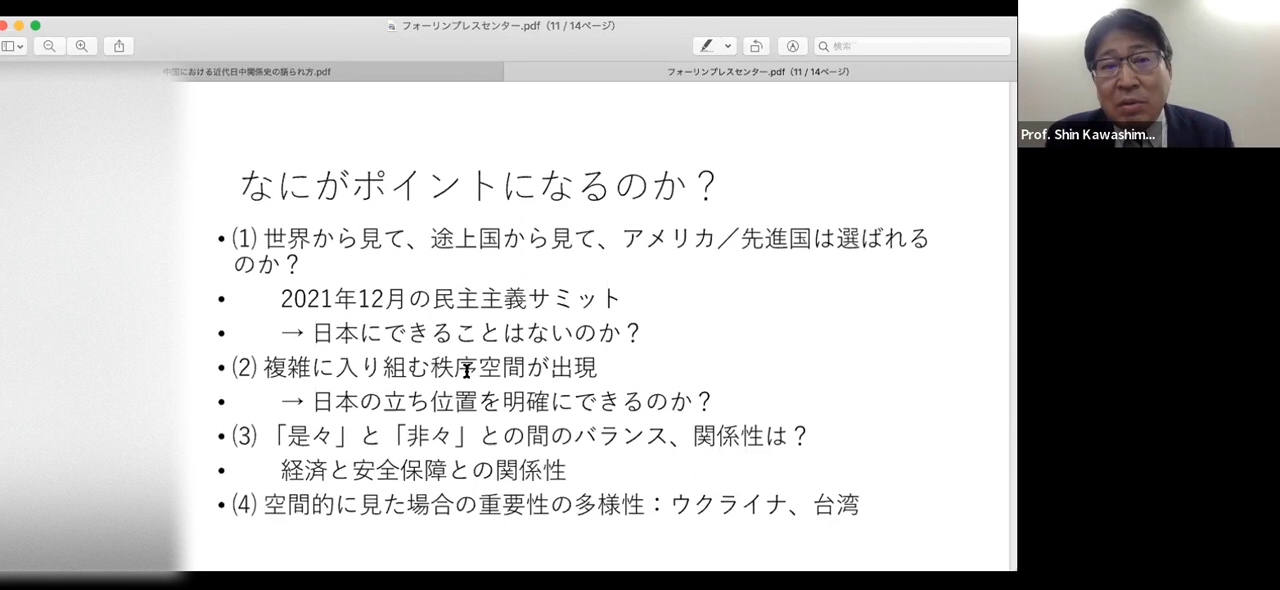 フォーリンプレスセンター.pdf（11 / 14ページ）
検索
中国における近代日中関係史の語られ方.pdf
フォーリンプレスセンター.pdf（11 / 14ページ）
Prof. Shin Kawashim...
なにがポイントになるのか？
• ⑴ 世界から見て、途上国から見て、アメリカ／先進国は選ばれる
のか？
• 2021年12月の民主主義サミット
• → 日本にできることはないのか？
• ⑵ 複雑に入り組む秩序空間が出現
• → 日本の立ち位置を明確にできるのか？
• ⑶ 「是々」と「非々」との間のバランス、関係性は？
• 経済と安全保障との関係性
• ⑷ 空間的に見た場合の重要性の多様性：ウクライナ、台湾